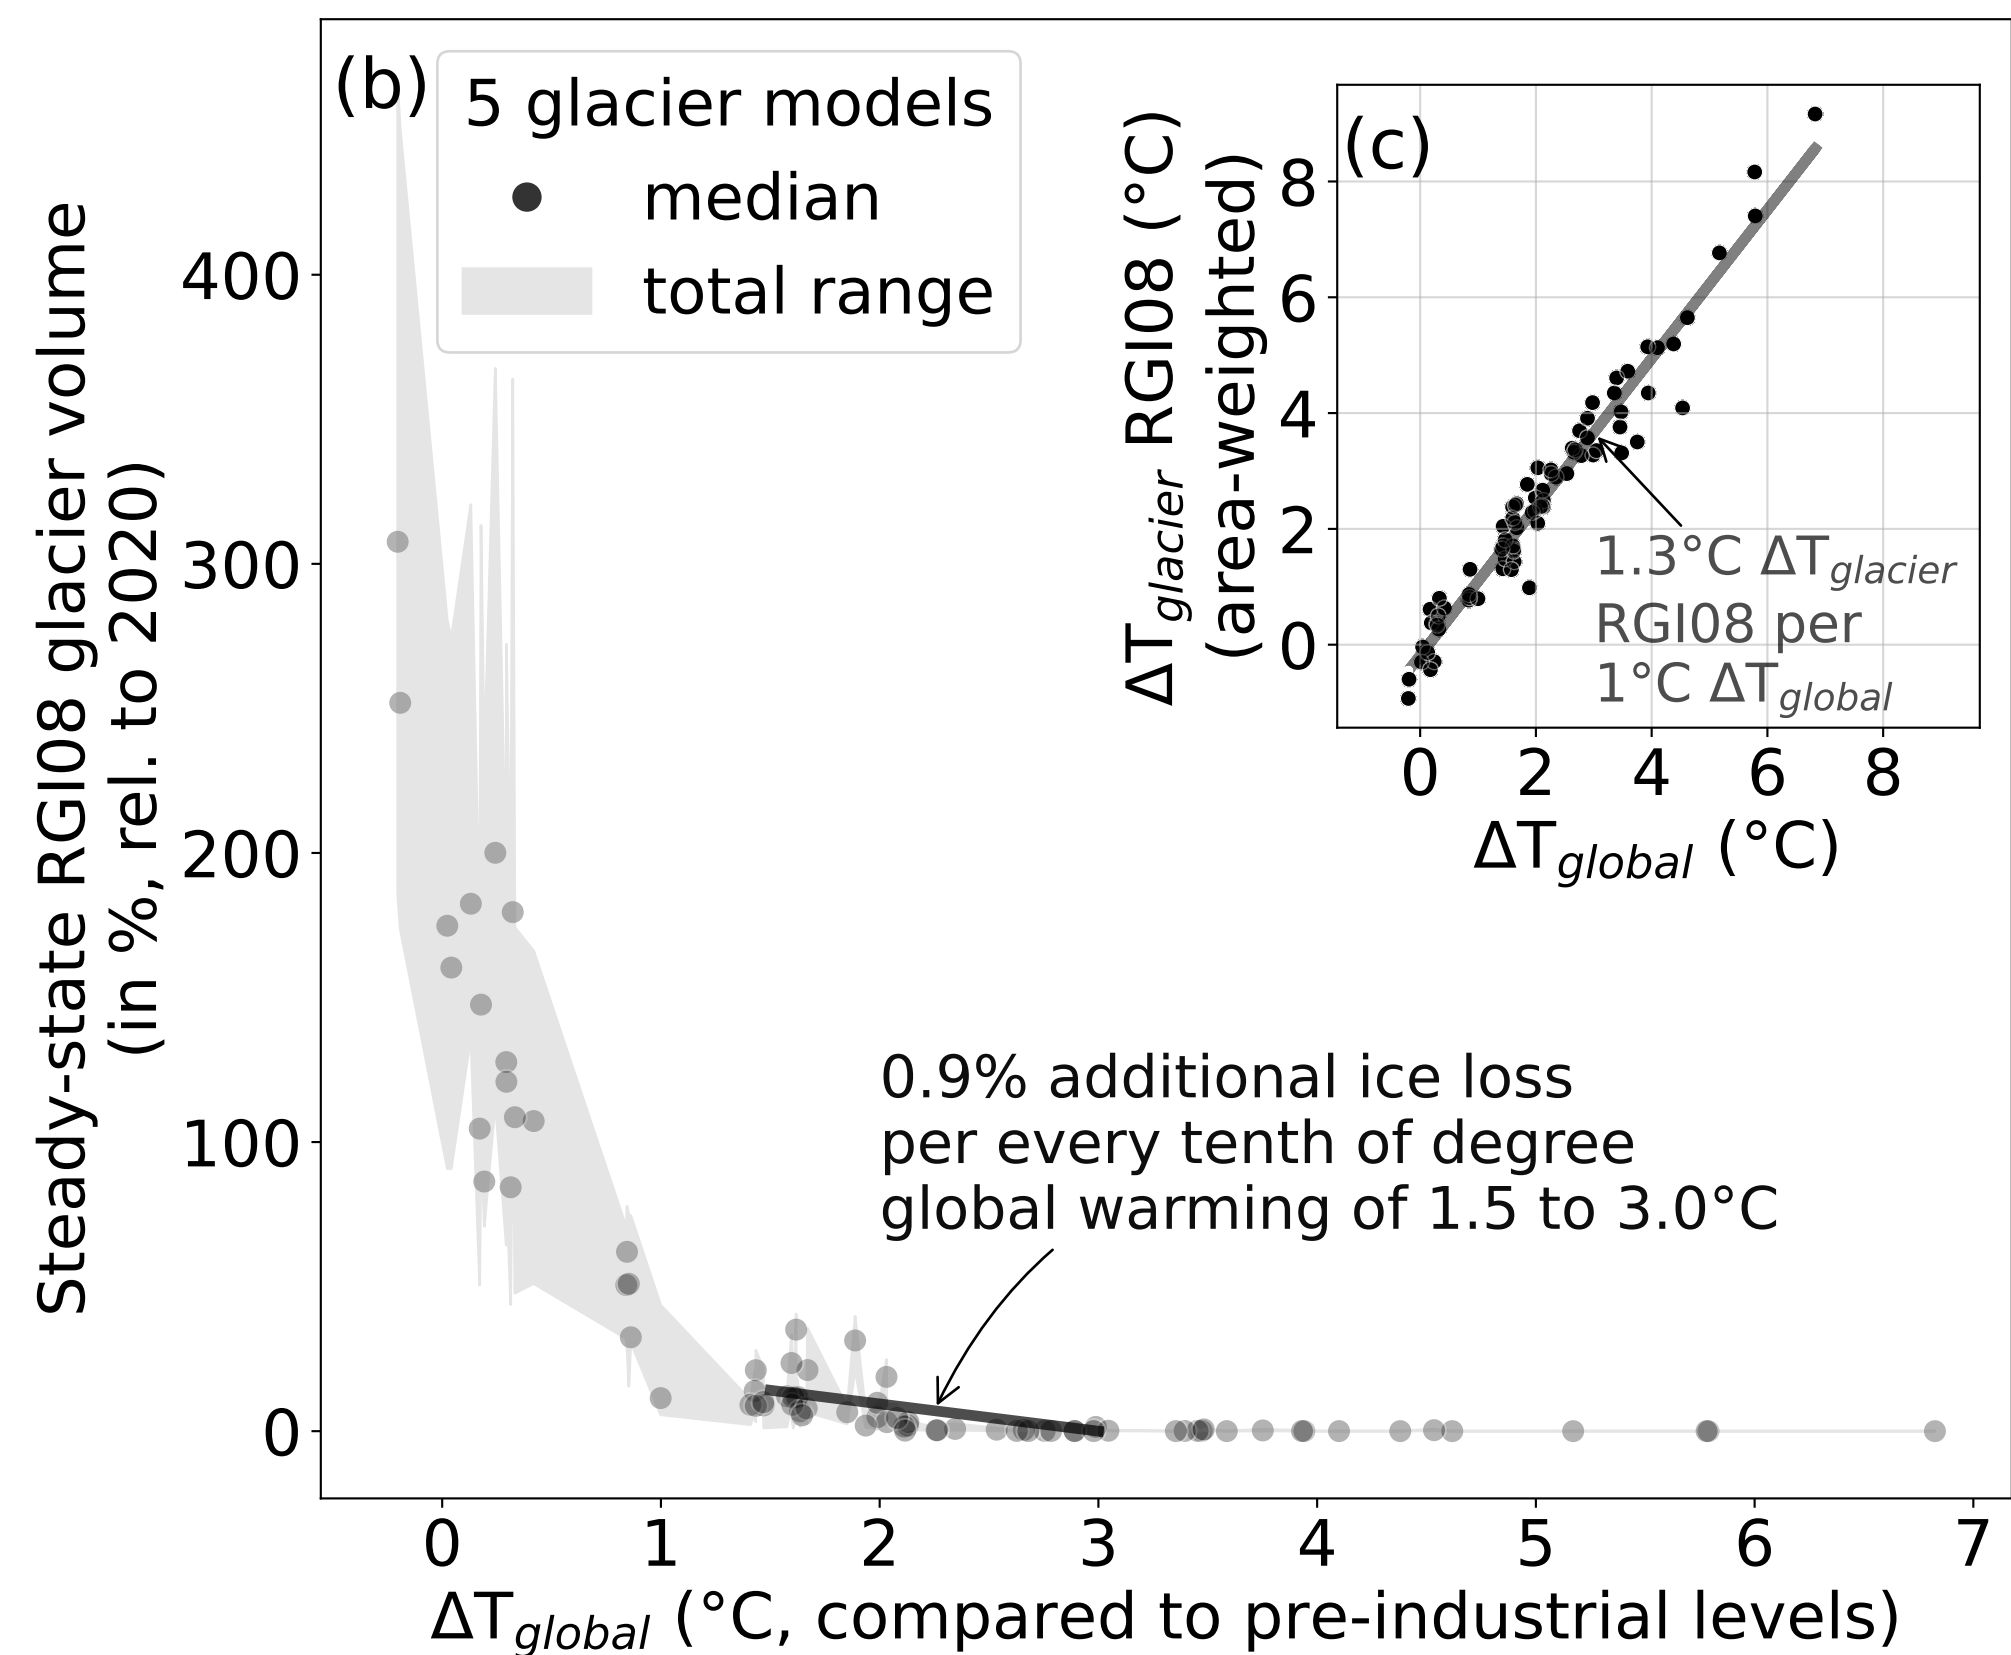 (b)
5 glacier models
median
total range
Steady-state RGI08 glacier volume
(in %, rel. to 2020)
400
300
200
100
0
0.9% additional ice loss
per every tenth of degree
global warming of 1.5 to 3.0°C
0 1 2 3 4 5 6 7
ΔTglobal (°C, compared to pre-industrial levels)
(c)
ΔTglacier RGI08 (°C)
(area-weighted)
8
6
4
2
0
1.3°C ΔTglacier
RGI08 per
1°C ΔTglobal
0 2 4 6 8
ΔTglobal (°C)